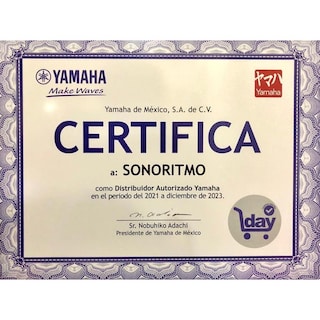 YAMAHA
Make Waves
ヤマハ
Yamaha
Yamaha de México, S.A. de C.V.
CERTIFICA
a: SONORITMO
como Distribuidor Autorizado Yamaha
en el periodo del 2021 a diciembre de 2023.
Sr. Nobuhiko Adachi
Presidente de Yamaha de México
1day